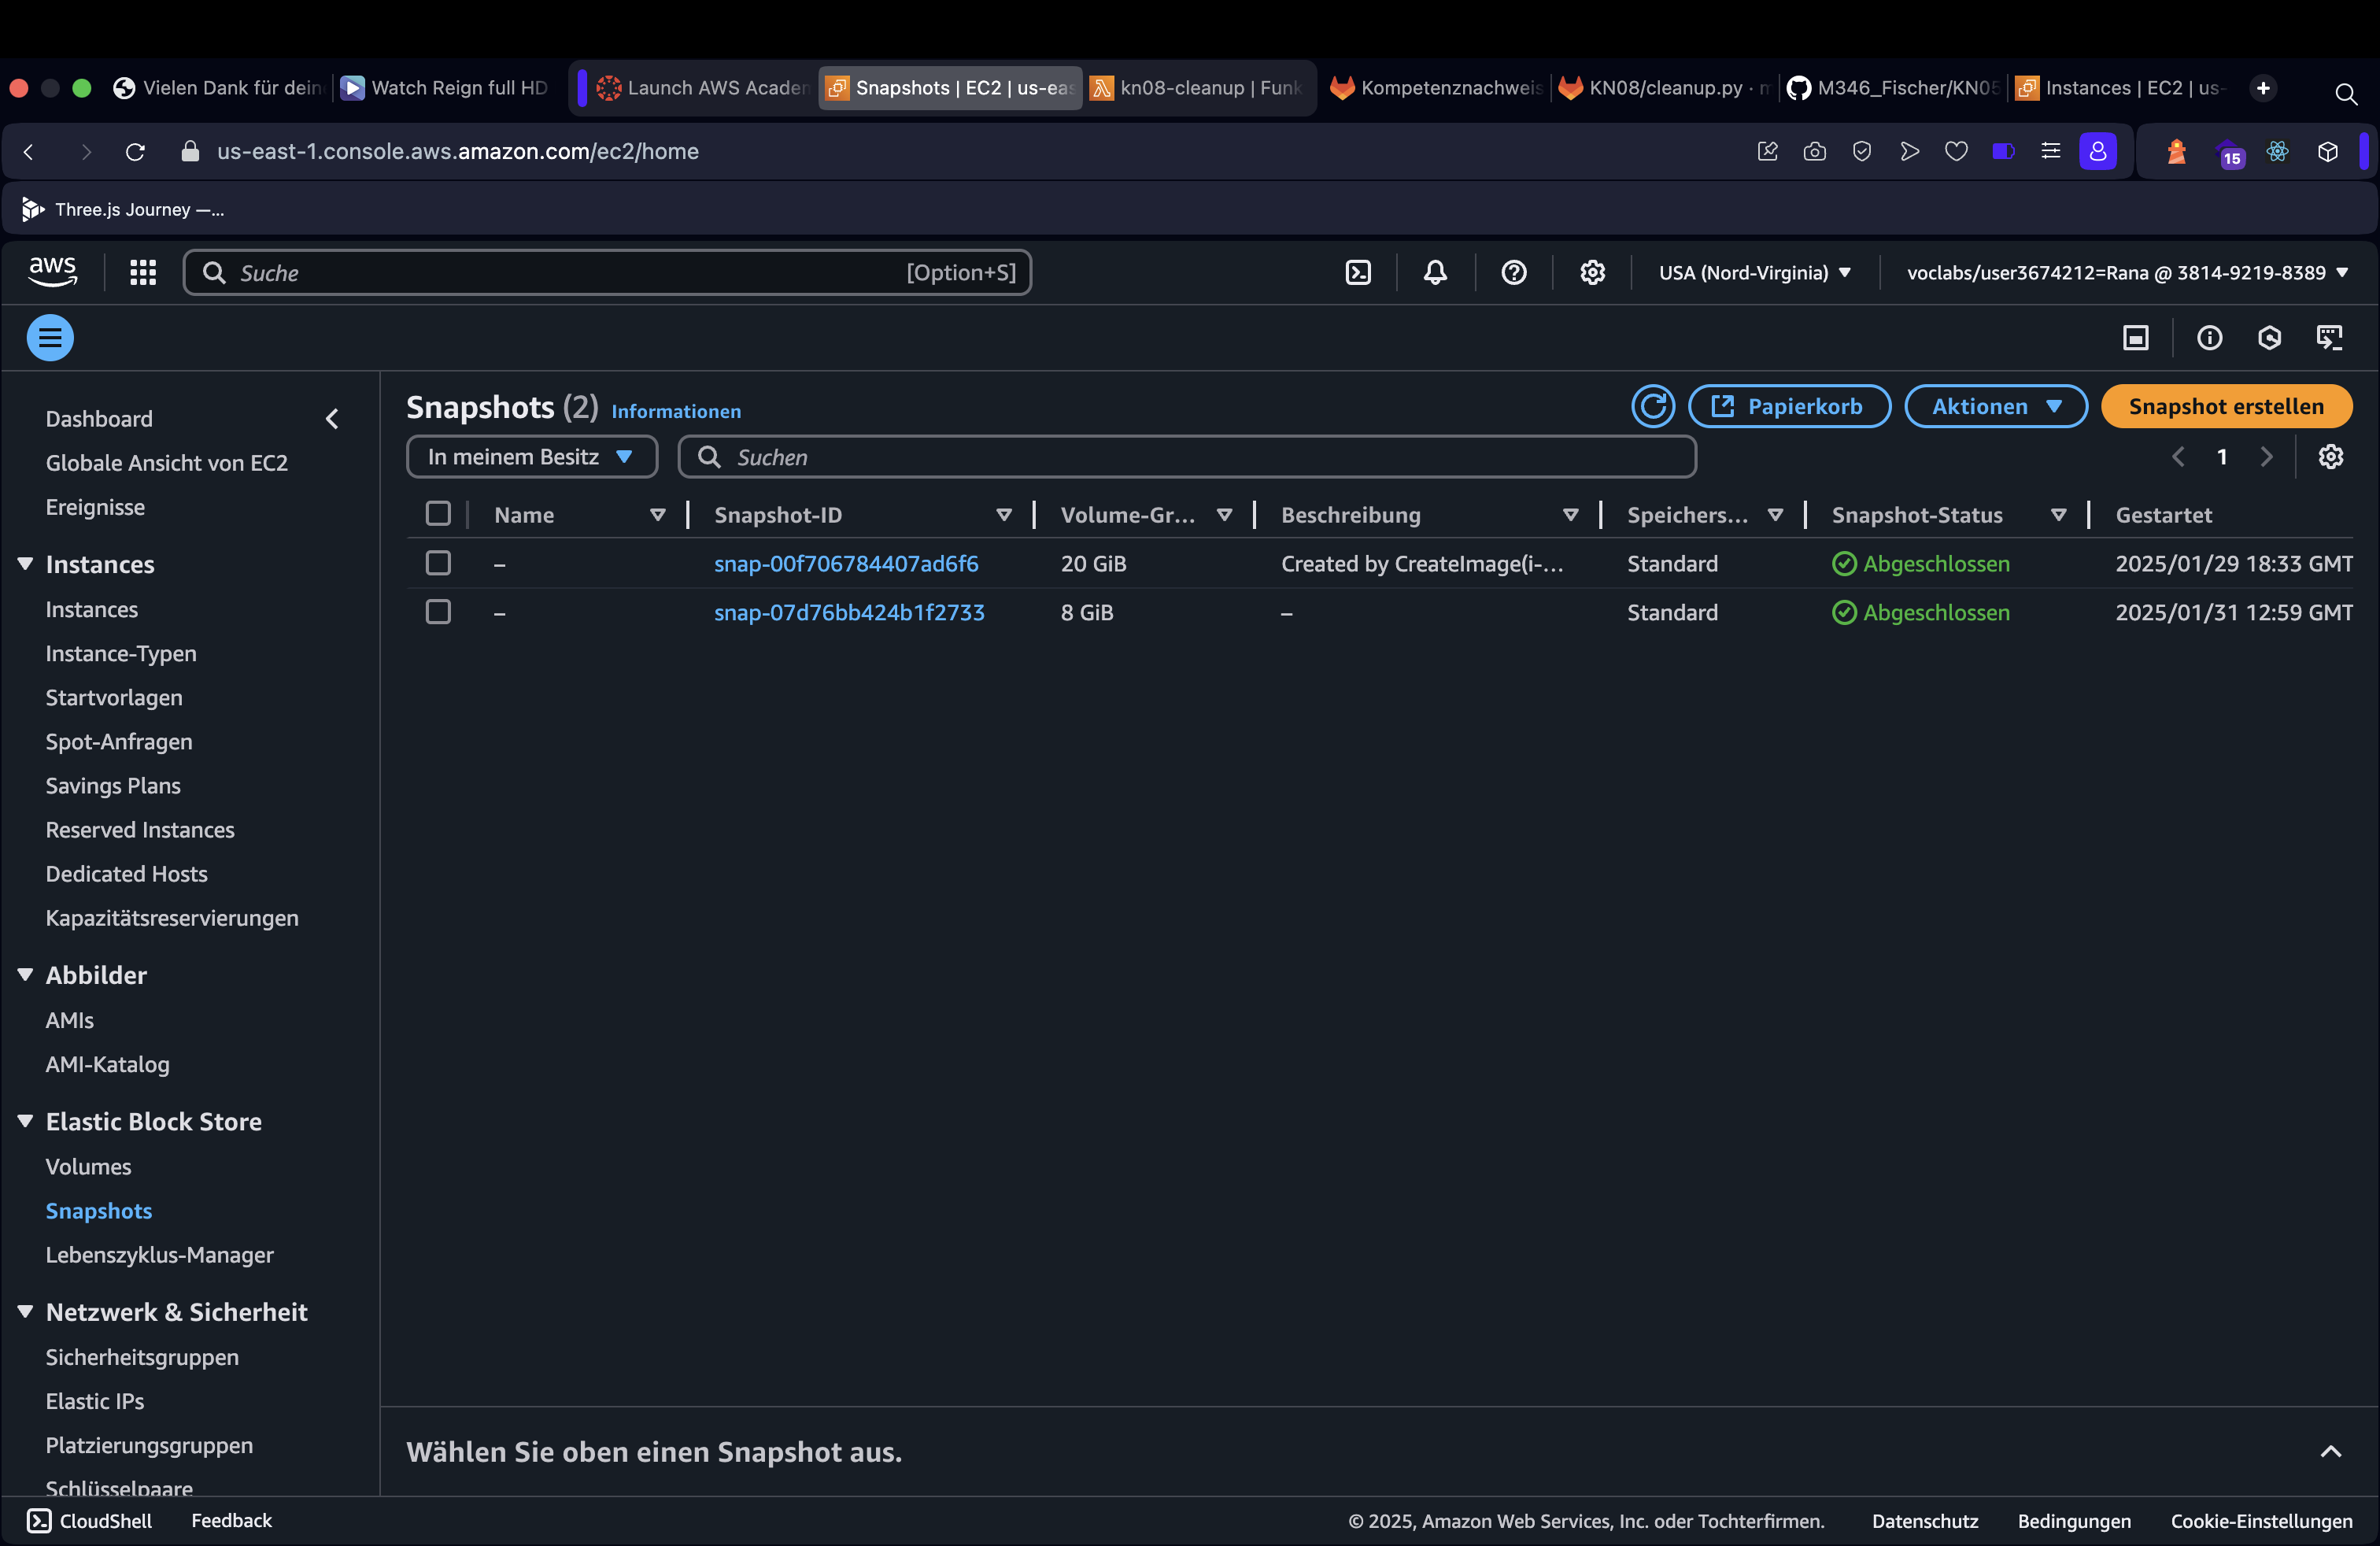 Vielen Dank für dein
Watch Reign full HD
Launch AWS Academ
Snapshots | EC2 | us-eas
kn08-cleanup | Funk
Kompetenznachweis
KN08/cleanup.py · m
M346_Fischer/KN05
Instances | EC2 | us-
us-east-1.console.aws.amazon.com/ec2/home
15
Three.js Journey —...
aws
Suche
[Option+S]
USA (Nord-Virginia)
voclabs/user3674212=Rana @ 3814-9219-8389
Dashboard
Globale Ansicht von EC2
Ereignisse
Instances
Instances
Instance-Typen
Startvorlagen
Spot-Anfragen
Savings Plans
Reserved Instances
Dedicated Hosts
Kapazitätsreservierungen
Abbilder
AMIs
AMI-Katalog
Elastic Block Store
Volumes
Snapshots
Lebenszyklus-Manager
Netzwerk & Sicherheit
Sicherheitsgruppen
Elastic IPs
Platzierungsgruppen
Schlüsselpaare
Snapshots (2) Informationen
Papierkorb
Aktionen
Snapshot erstellen
In meinem Besitz
Suchen
1
Name Snapshot-ID Volume-Gr... Beschreibung Speichers... Snapshot-Status Gestartet
– snap-00f706784407ad6f6 20 GiB Created by CreateImage(i-... Standard Abgeschlossen 2025/01/29 18:33 GMT
– snap-07d76bb424b1f2733 8 GiB – Standard Abgeschlossen 2025/01/31 12:59 GMT
Wählen Sie oben einen Snapshot aus.
CloudShell Feedback
© 2025, Amazon Web Services, Inc. oder Tochterfirmen. Datenschutz Bedingungen Cookie-Einstellungen